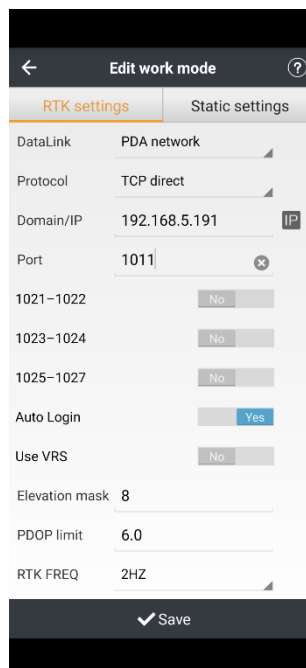 Edit work mode ?
RTK settings Static settings
DataLink PDA network
Protocol TCP direct
Domain/IP 192.168.5.191 IP
Port 1011
1021-1022 No
1023-1024 No
1025-1027 No
Auto Login Yes
Use VRS No
Elevation mask 8
PDOP limit 6.0
RTK FREQ 2HZ
Save